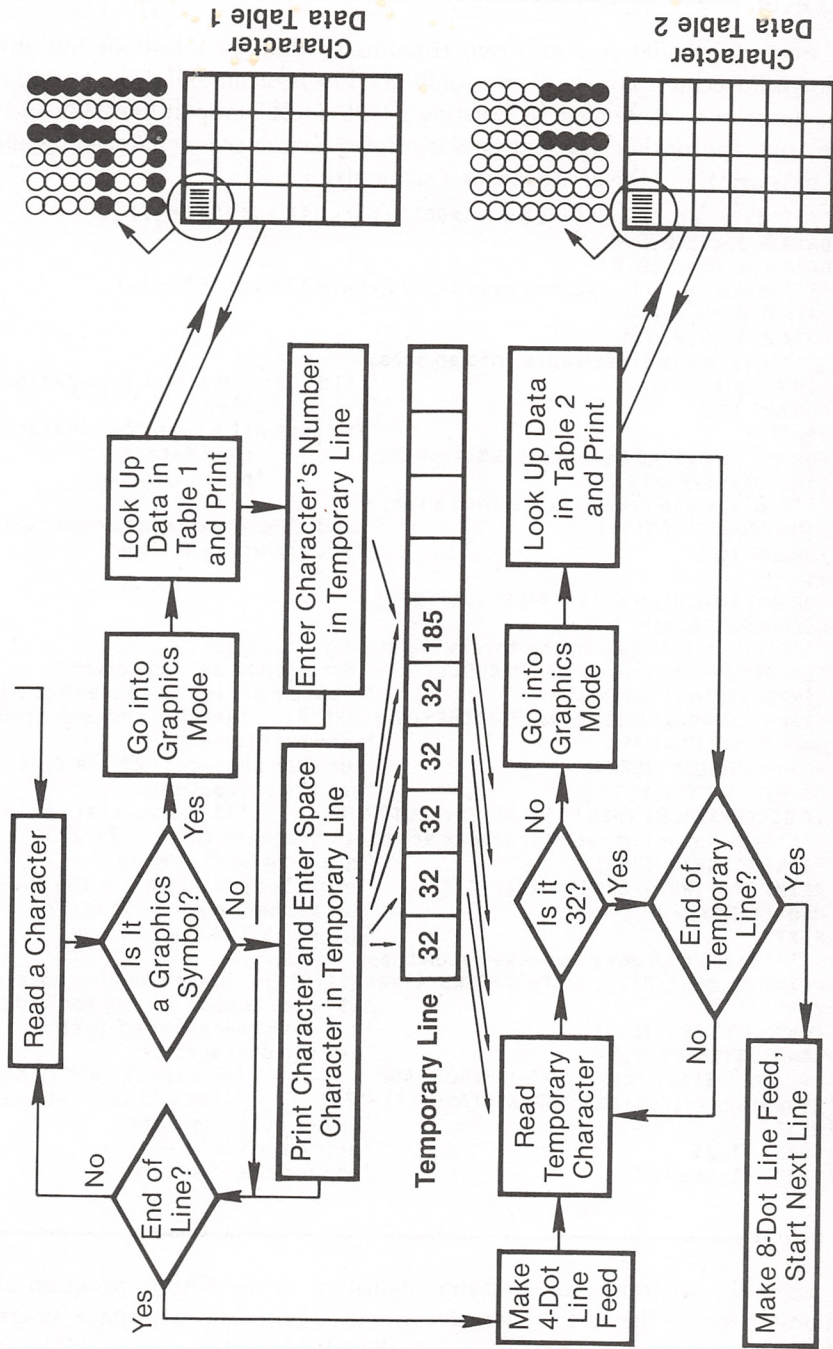 Read a Character
Is It
a Graphics
Symbol?
Yes
No
Go into
Graphics
Mode
Look Up
Data in
Table 1
and Print
Character
Data Table 1
Enter Character's Number
in Temporary Line
Print Character and Enter Space
Character in Temporary Line
End of
Line?
No
Yes
Temporary Line
32
32
32
32
32
185
Make
4-Dot
Line
Feed
Read
Temporary
Character
Is it
32?
No
Yes
Go into
Graphics
Mode
Look Up Data
in Table 2
and Print
Character
Data Table 2
End of
Temporary
Line?
No
Yes
Make 8-Dot Line Feed,
Start Next Line